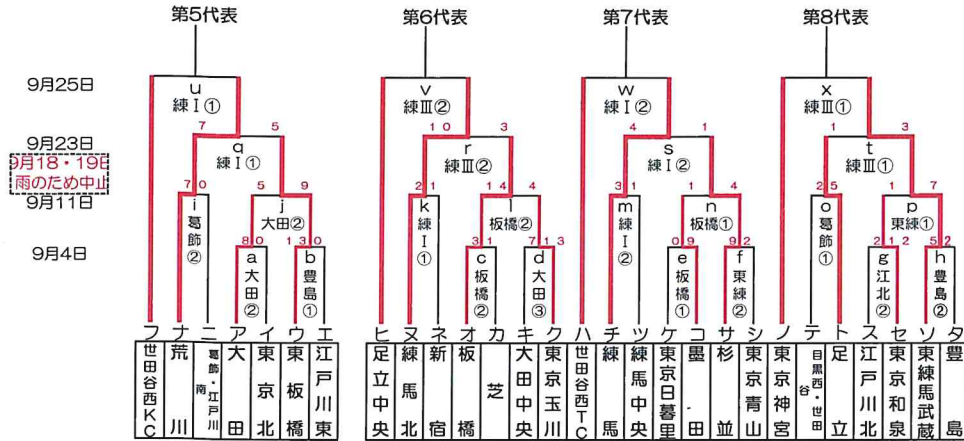 第5代表 第6代表 第7代表 第8代表
9月25日
u v w x
練Ⅰ① 練Ⅲ② 練Ⅰ① 練Ⅲ①
7 5 10 3 4 1 1 3
9月23日
q r s t
練Ⅰ① 練Ⅲ② 練Ⅰ② 練Ⅲ①
9月18・19日
雨のため中止
9月11日
7 0 5 9 2 1 14 4 3 1 1 4 2 5 1 7
i j k l m n o p
葛飾② 大田② 練Ⅰ① 板橋② 練Ⅰ② 板橋① 葛飾① 東練①
9月4日
8 0 13 0 3 1 7 13 0 9 9 2 2 2 5 2
a b c d e f g h
大田② 豊島① 板橋② 大田③ 板橋① 東練② 江北② 豊島②
フ ナ ニ ア イ ウ エ ヒ ヌ ネ オ カ キ ク ハ チ ツ ケ コ サ シ ノ テ ト ス セ ソ タ
世田谷西KC
荒川
葛飾・江戸川南
大田
東京北
東板橋
江戸川東
足立中央
練馬北
新宿
板橋
芝
大田中央
東京玉川
世田谷西TC
練馬
練馬中央
東京日暮里
墨田
杉並
東京青山
東京神宮
目黒西・世田谷
足立
江戸川北
東京和泉
東練馬武蔵
豊島